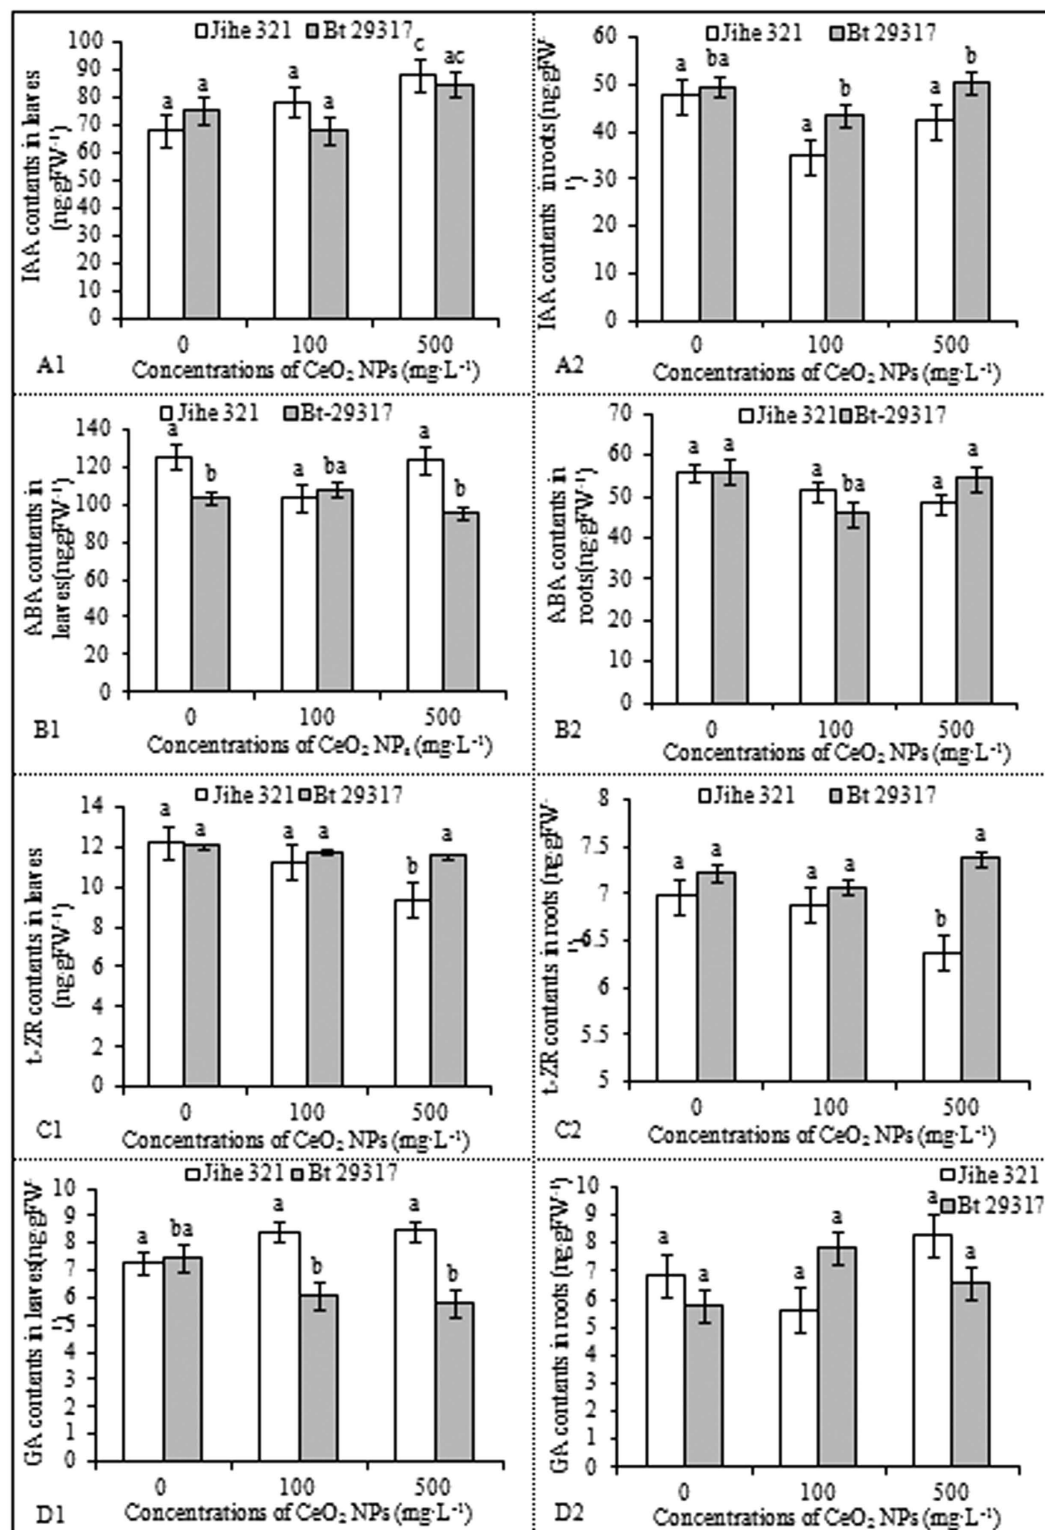 Jihe 321 Bt 29317
IAA contents in leaves
(ng·gFW⁻¹)
100
90
80
70
60
50
40
30
20
10
0
a a a a c ac
0 100 500
A1
Concentrations of CeO₂ NPs (mg·L⁻¹)
Jihe 321 Bt 29317
IAA contents in roots (ng·gFW⁻
¹)
60
50
40
30
20
10
0
a ba a b a b
0 100 500
A2
Concentrations of CeO₂ NPs (mg·L⁻¹)
Jihe 321 Bt-29317
ABA contents in
leaves(ng·gFW⁻¹)
140
120
100
80
60
40
20
0
a b a ba a b
0 100 500
B1
Concentrations of CeO₂ NPs (mg·L⁻¹)
Jihe 321 Bt-29317
ABA contents in
roots(ng·gFW⁻¹)
70
60
50
40
30
20
10
0
a a a ba a a
0 100 500
B2
Concentrations of CeO₂ NPs (mg·L⁻¹)
Jihe 321 Bt 29317
t-ZR contents in leaves
(ng·gFW⁻¹)
14
12
10
8
6
4
2
0
a a a a b a
0 100 500
C1
Concentrations of CeO₂ NPs (mg·L⁻¹)
Jihe 321 Bt 29317
t-ZR contents in roots (ng·gFW⁻
¹)
8
7.5
7
6.5
6
5.5
5
a a a a b a
0 100 500
C2
Concentrations of CeO₂ NPs (mg·L⁻¹)
Jihe 321 Bt 29317
GA contents in leaves(ng·gFW⁻
¹)
10
9
8
7
6
5
4
3
2
1
0
a ba a b a b
0 100 500
D1
Concentrations of CeO₂ NPs (mg·L⁻¹)
Jihe 321
Bt 29317
GA contents in roots (ng·gFW⁻¹)
10
9
8
7
6
5
4
3
2
1
0
a a a a a a
0 100 500
D2
Concentrations of CeO₂ NPs (mg·L⁻¹)